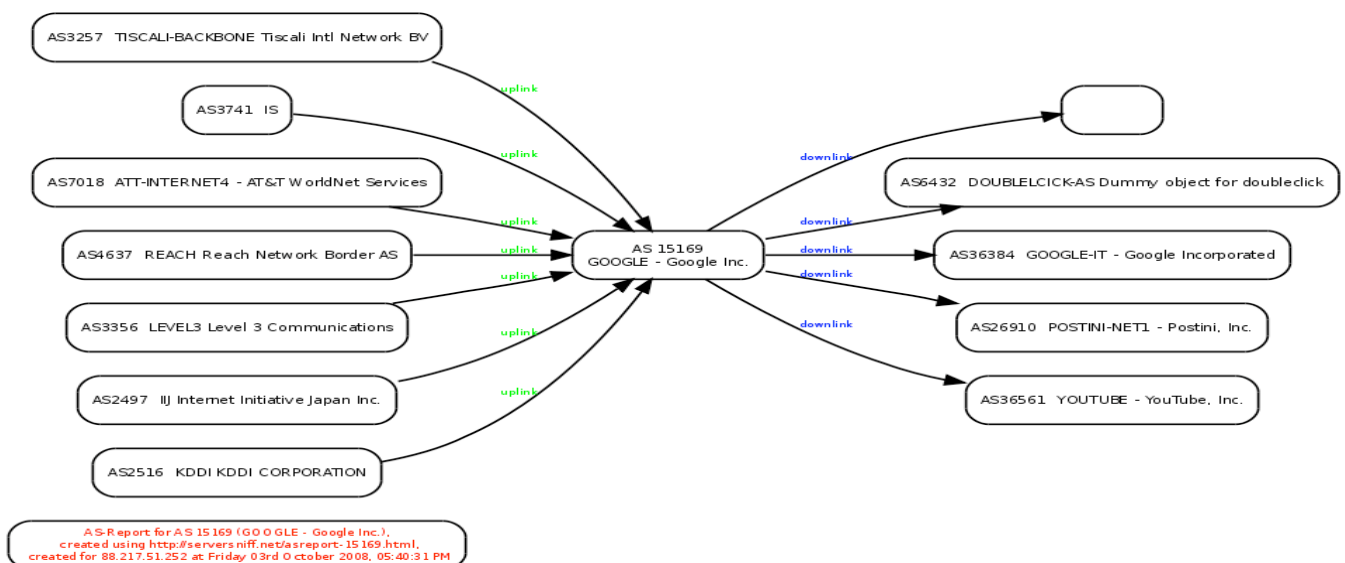 AS3257 TISCALI-BACKBONE Tiscali Intl Network BV
AS3741 IS
AS7018 ATT-INTERNET4 - AT&T WorldNet Services
AS4637 REACH Reach Network Border AS
AS3356 LEVEL3 Level 3 Communications
AS2497 IIJ Internet Initiative Japan Inc.
AS2516 KDDI KDDI CORPORATION
uplink
uplink
uplink
uplink
uplink
uplink
uplink
AS 15169
GOOGLE - Google Inc.
downlink
downlink
downlink
downlink
downlink
AS6432 DOUBLELCICK-AS Dummy object for doubleclick
AS36384 GOOGLE-IT - Google Incorporated
AS26910 POSTINI-NET1 - Postini, Inc.
AS36561 YOUTUBE - YouTube, Inc.
AS-Report for AS 15169 (GOOGLE - Google Inc.),
created using http://serversniff.net/asreport-15169.html,
created for 88.217.51.252 at Friday 03rd October 2008, 05:40:31 PM